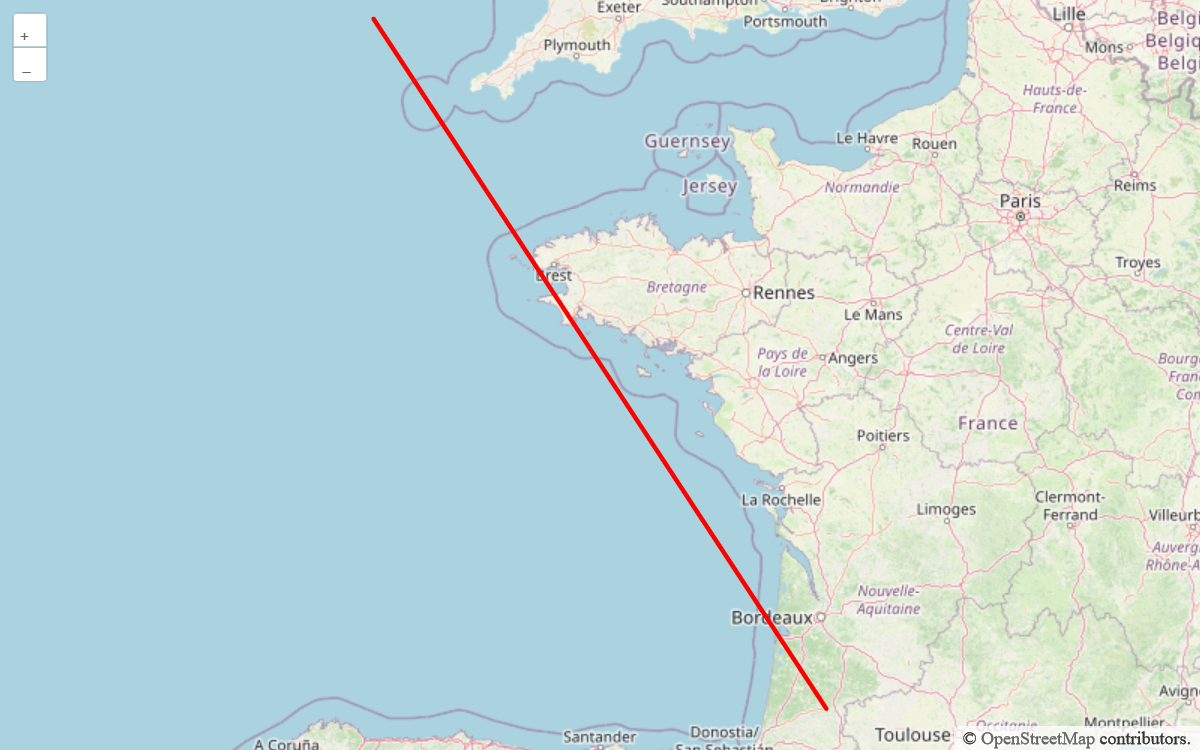 +
–
Exeter
Southampton
Brighton
Portsmouth
Plymouth
Lille
Mons
Belgi
Belgiq
Belgi
Hauts-de-
France
Guernsey
Le Havre
Rouen
Jersey
Normandie
Reims
Paris
Troyes
Brest
Bretagne
Rennes
Le Mans
Centre-Val
de Loire
Pays de
la Loire
Angers
Bourg
Fran
Com
France
Poitiers
La Rochelle
Limoges
Clermont-
Ferrand
Villeurb
Auverg
Rhône-A
Nouvelle-
Aquitaine
Bordeaux
Avign
Montpellier
Toulouse
Occitanie
A Coruña
Santander
Donostia/
San Sebastián
© OpenStreetMap contributors.